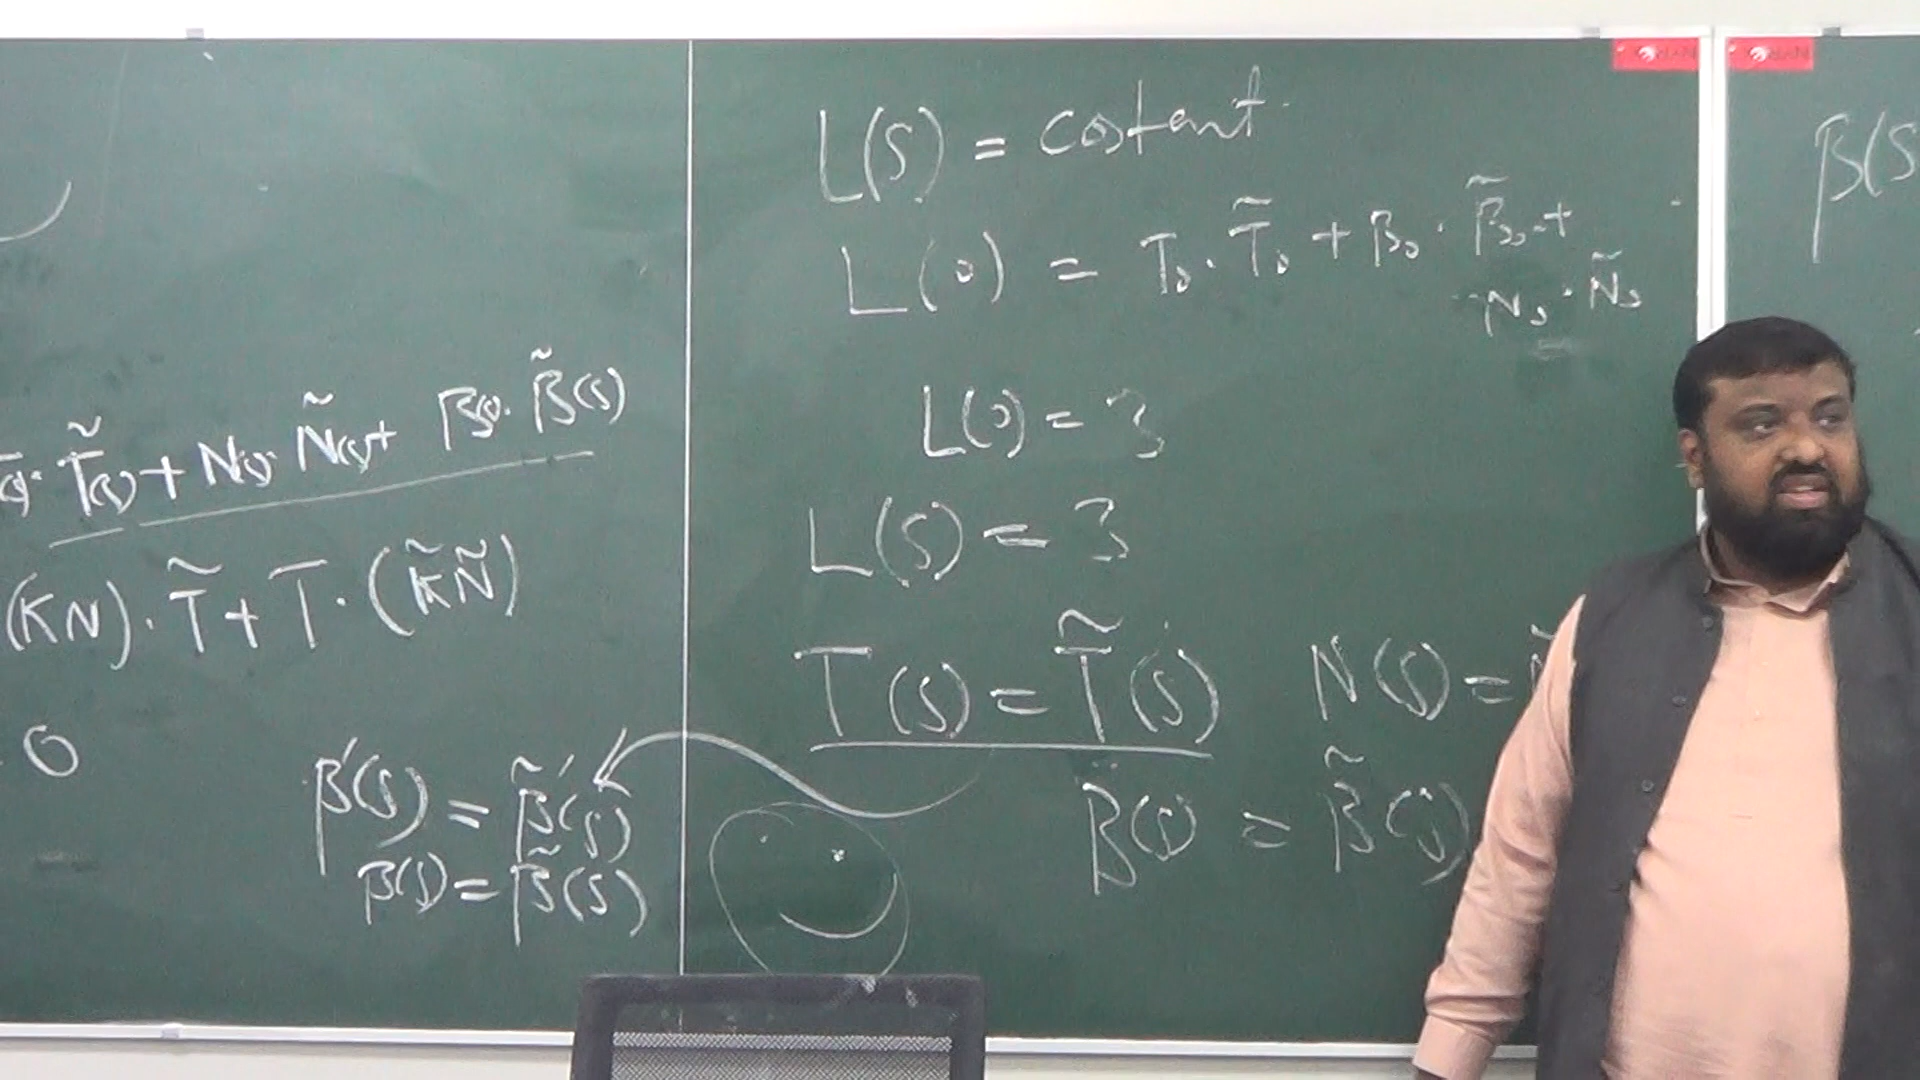 T(s)· T̃(s) + N(s)· Ñ(s) + B(s)· B̃(s)
(KN)· T̃ + T· (K̃Ñ)
0
β'(s) = β̃'(s)
β(s) = β̃(s)
L(S) = costant
L(0) = T₀· T̃₀ + B₀· B̃₀ +
N₀· Ñ₀
L(0) = 3
L(S) = 3
T(s) = T̃(s) N(s) = Ñ
B(s) = B̃(s)
β(S